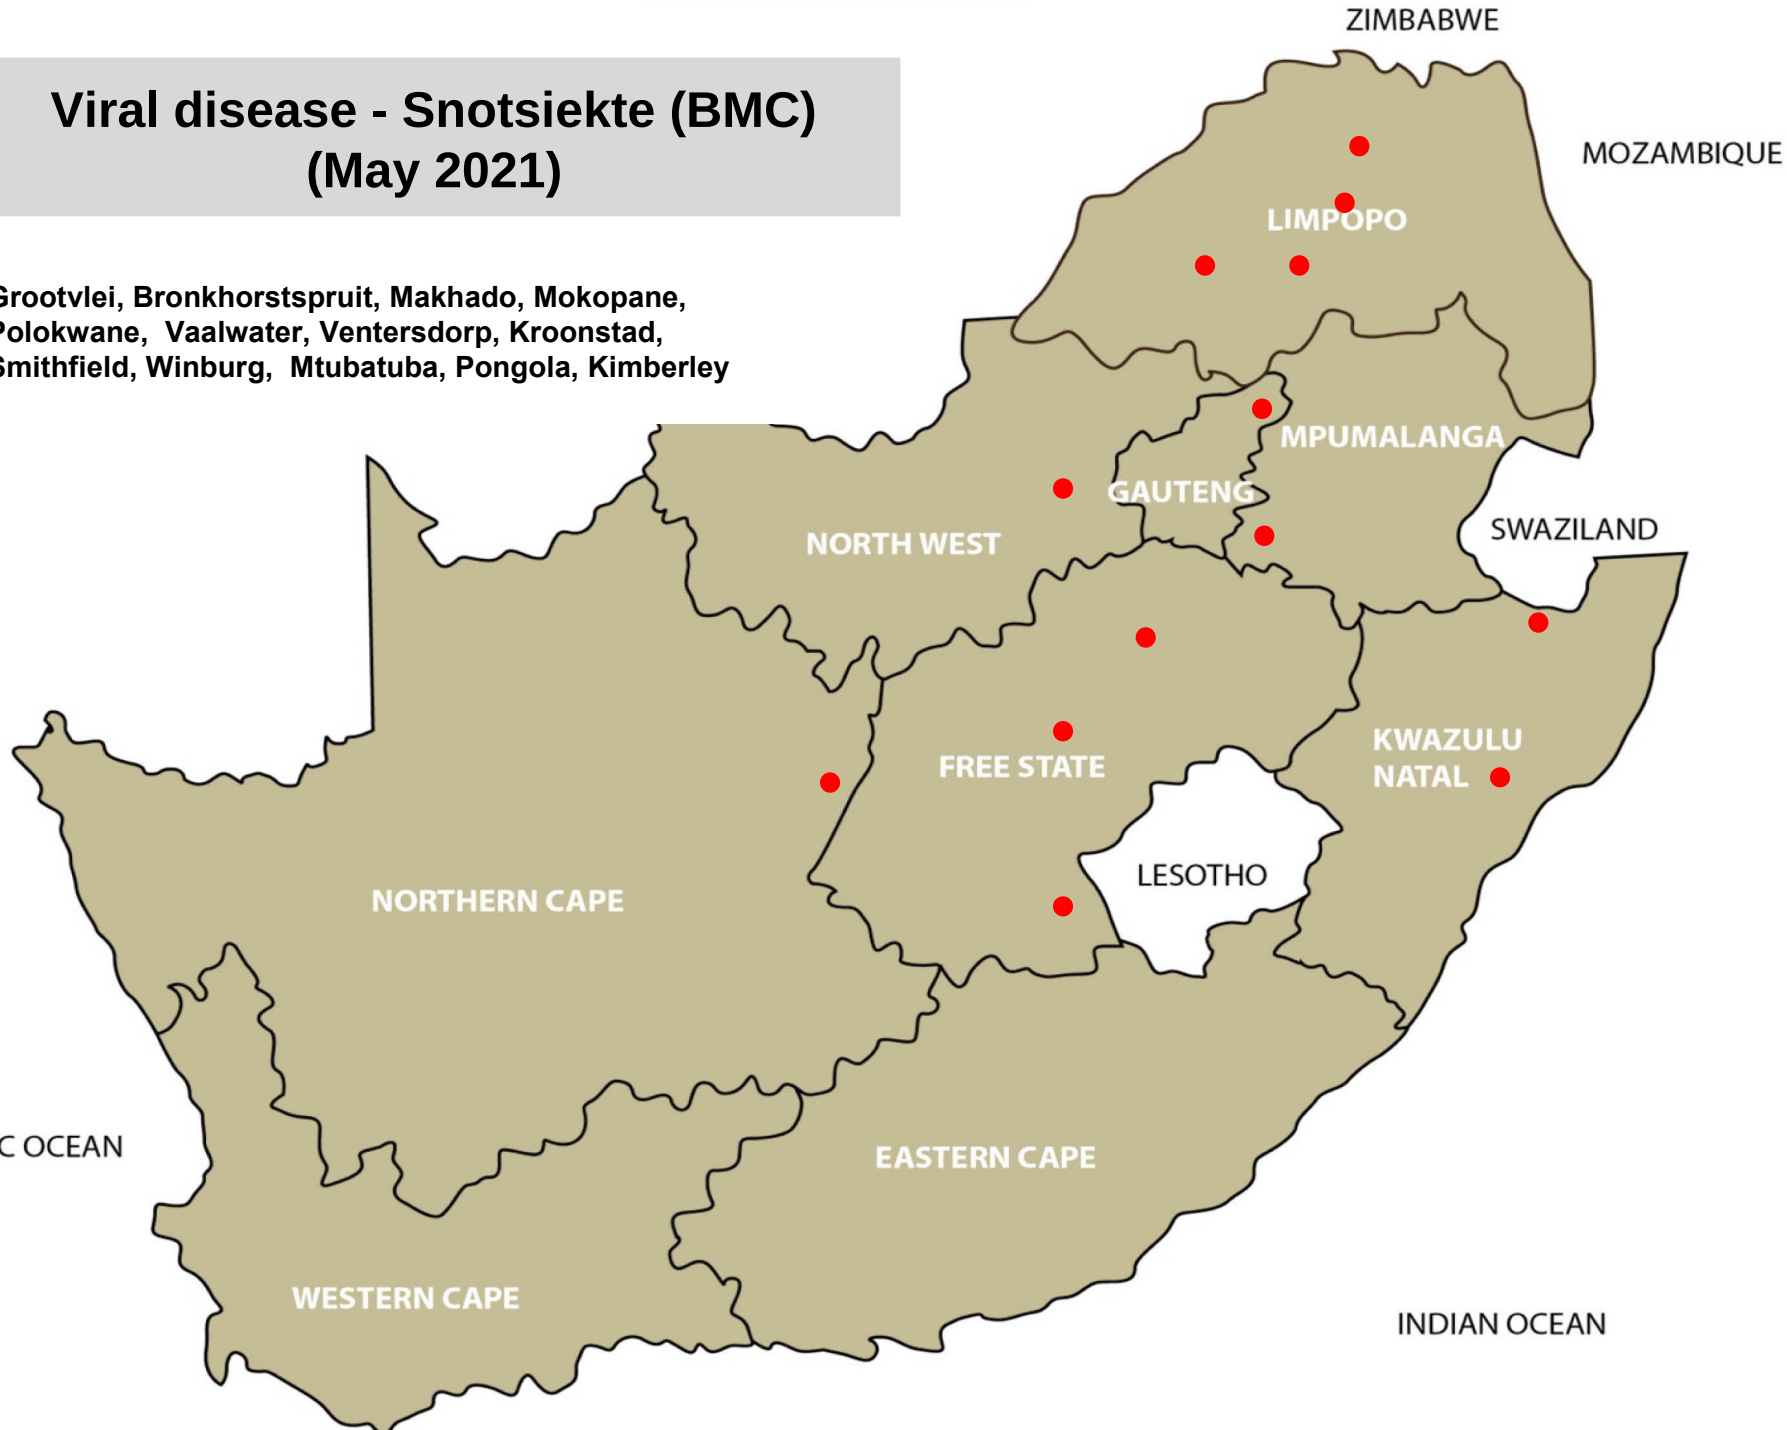 ZIMBABWE
Viral disease - Snotsiekte (BMC)
(May 2021)
MOZAMBIQUE
LIMPOPO
Grootvlei, Bronkhorstspruit, Makhado, Mokopane,
Polokwane, Vaalwater, Ventersdorp, Kroonstad,
Smithfield, Winburg, Mtubatuba, Pongola, Kimberley
MPUMALANGA
GAUTENG
NORTH WEST
SWAZILAND
KWAZULU
NATAL
FREE STATE
LESOTHO
NORTHERN CAPE
C OCEAN
EASTERN CAPE
WESTERN CAPE
INDIAN OCEAN